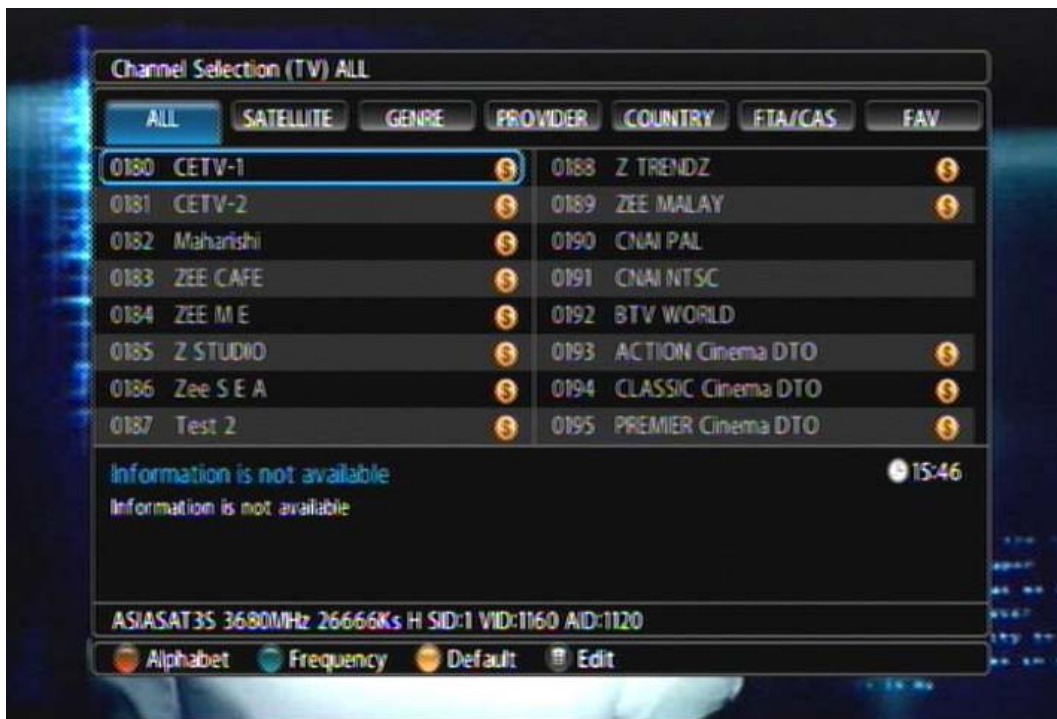 Channel Selection (TV) ALL
ALL SATELLITE GENRE PROVIDER COUNTRY FTA/CAS FAV
0180 CETV-1 $
0181 CETV-2 $
0182 Maharishi $
0183 ZEE CAFE $
0184 ZEE M E $
0185 Z STUDIO $
0186 Zee S E A $
0187 Test 2 $
0188 Z TRENDZ $
0189 ZEE MALAY $
0190 CNAI PAL
0191 CNAI NTSC
0192 BTV WORLD
0193 ACTION Cinema DTO $
0194 CLASSIC Cinema DTO $
0195 PREMIER Cinema DTO $
Information is not available 15:46
Information is not available
ASIASAT3S 3680MHz 26666Ks H SID:1 VID:1160 AID:1120
Alphabet Frequency Default Edit